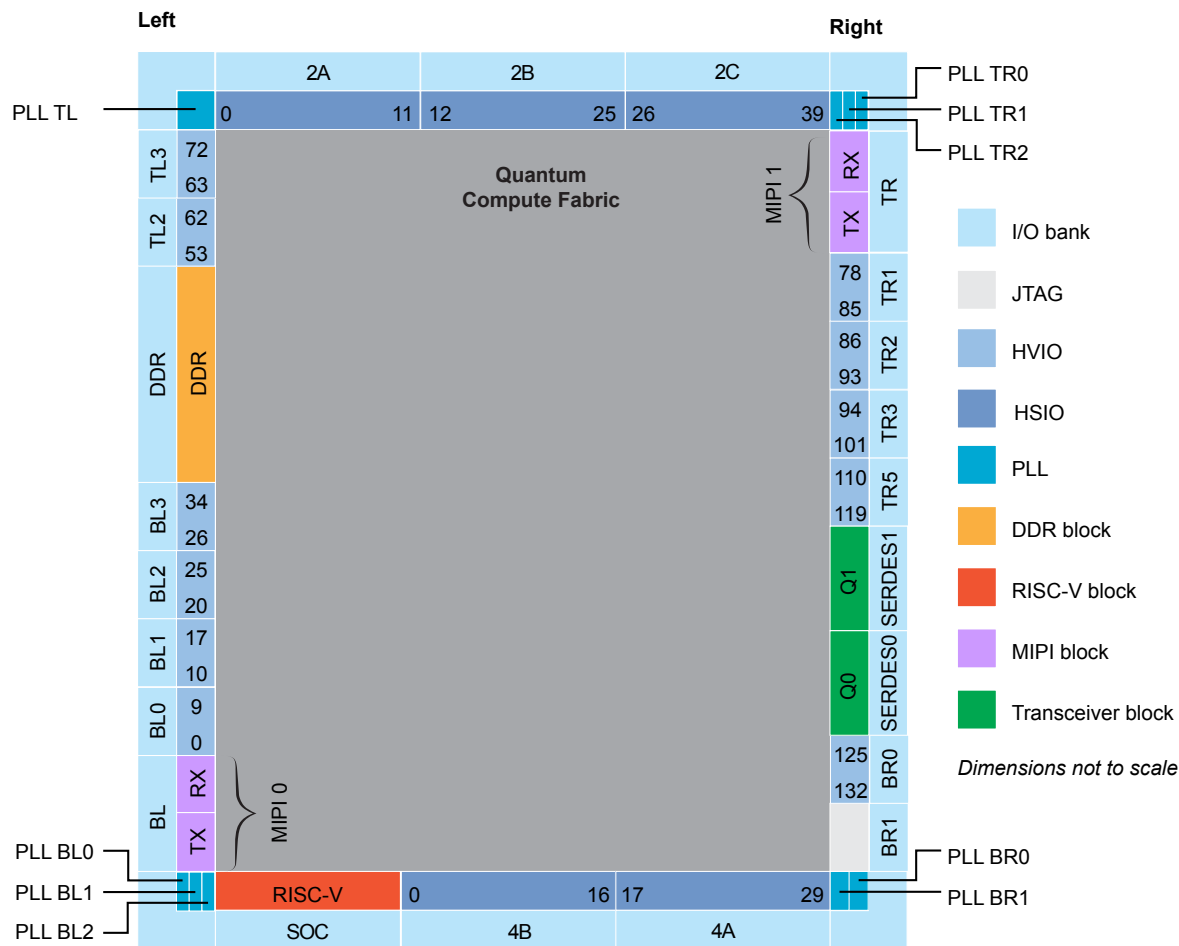 Left
Right
2A
2B
2C
PLL TR0
PLL TL
0
11
12
25
26
39
PLL TR1
PLL TR2
TL3
72
63
TL2
62
53
DDR
DDR
BL3
34
26
BL2
25
20
BL1
17
10
BL0
9
0
BL
RX
TX
MIPI 0
Quantum
Compute Fabric
MIPI 1
RX
TX
TR
78
85
TR1
86
93
TR2
94
101
TR3
110
119
TR5
Q1
SERDES1
Q0
SERDES0
125
132
BR0
BR1
I/O bank
JTAG
HVIO
HSIO
PLL
DDR block
RISC-V block
MIPI block
Transceiver block
Dimensions not to scale
PLL BL0
PLL BL1
PLL BL2
RISC-V
0
16
17
29
PLL BR0
PLL BR1
SOC
4B
4A